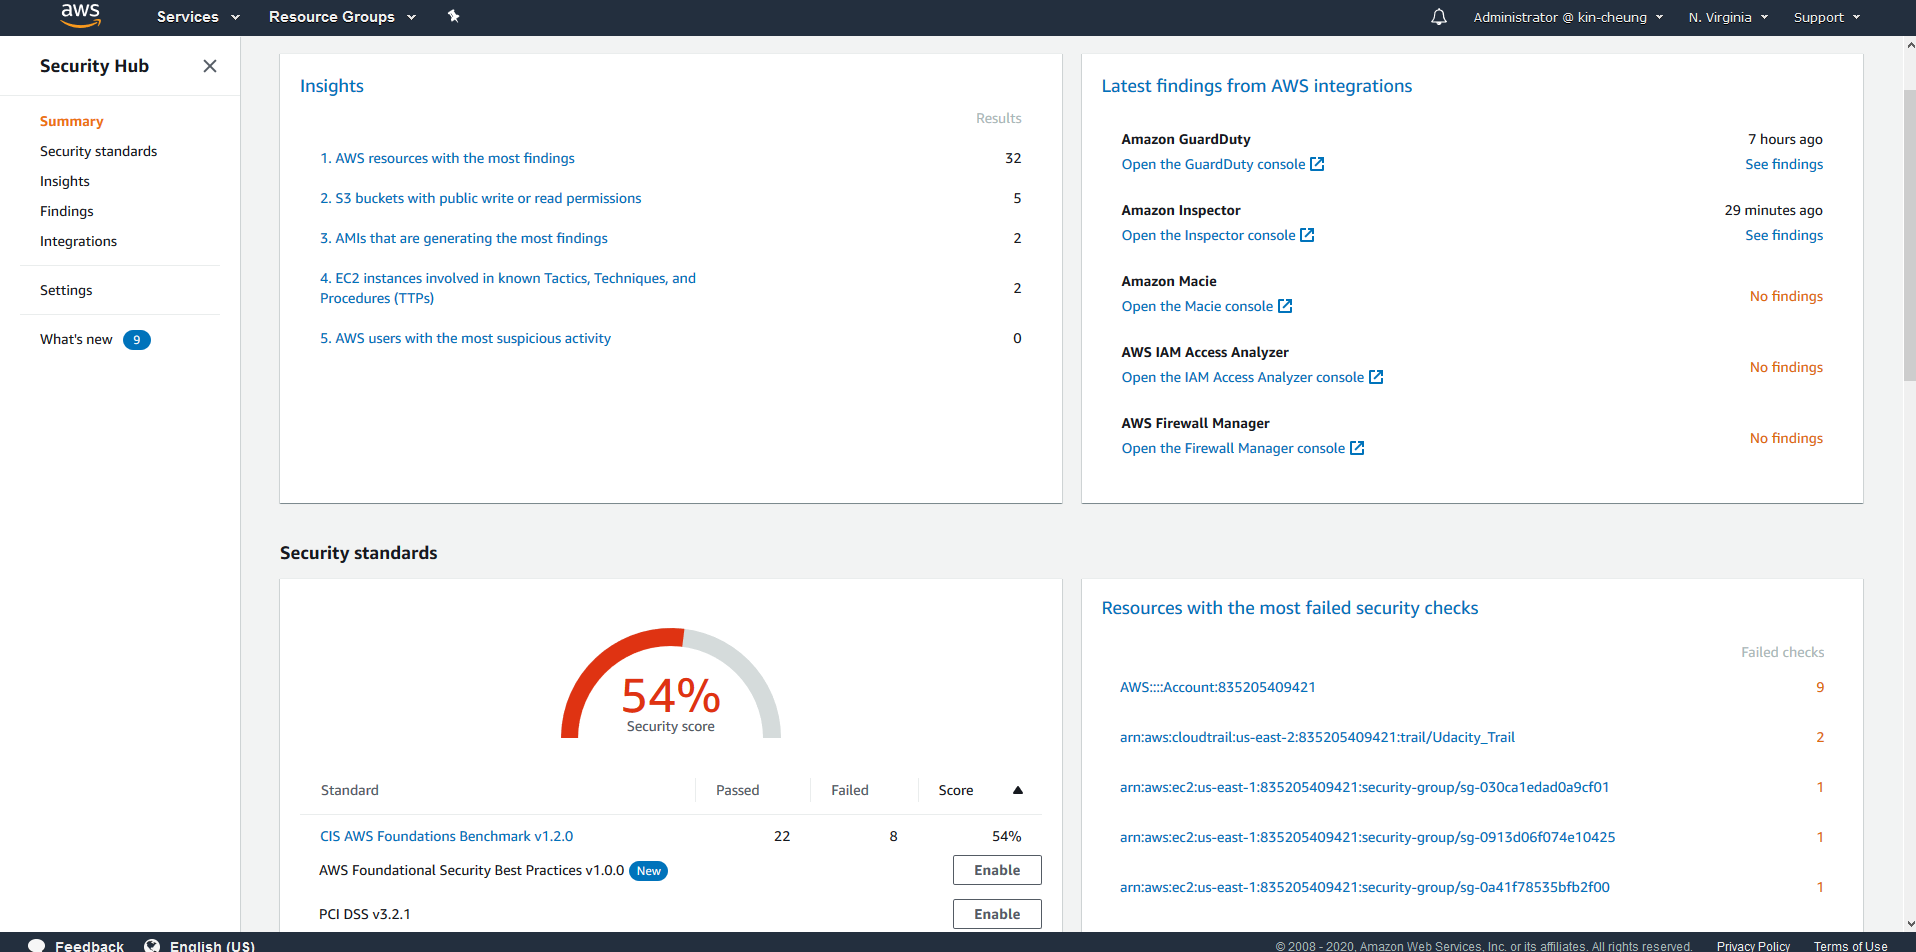 aws
Services
Resource Groups
Administrator @ kin-cheung
N. Virginia
Support
Security Hub
Summary
Security standards
Insights
Findings
Integrations
Settings
What's new 9
Insights
Results
1. AWS resources with the most findings 32
2. S3 buckets with public write or read permissions 5
3. AMIs that are generating the most findings 2
4. EC2 instances involved in known Tactics, Techniques, and
Procedures (TTPs) 2
5. AWS users with the most suspicious activity 0
Latest findings from AWS integrations
Amazon GuardDuty 7 hours ago
Open the GuardDuty console See findings
Amazon Inspector 29 minutes ago
Open the Inspector console See findings
Amazon Macie
Open the Macie console No findings
AWS IAM Access Analyzer
Open the IAM Access Analyzer console No findings
AWS Firewall Manager
Open the Firewall Manager console No findings
Security standards
54%
Security score
Standard Passed Failed Score
CIS AWS Foundations Benchmark v1.2.0 22 8 54%
AWS Foundational Security Best Practices v1.0.0 New Enable
PCI DSS v3.2.1 Enable
Resources with the most failed security checks
Failed checks
AWS::::Account:835205409421 9
arn:aws:cloudtrail:us-east-2:835205409421:trail/Udacity_Trail 2
arn:aws:ec2:us-east-1:835205409421:security-group/sg-030ca1edad0a9cf01 1
arn:aws:ec2:us-east-1:835205409421:security-group/sg-0913d06f074e10425 1
arn:aws:ec2:us-east-1:835205409421:security-group/sg-0a41f78535bfb2f00 1
Feedback
English (US)
© 2008 - 2020, Amazon Web Services, Inc. or its affiliates. All rights reserved.
Privacy Policy
Terms of Use